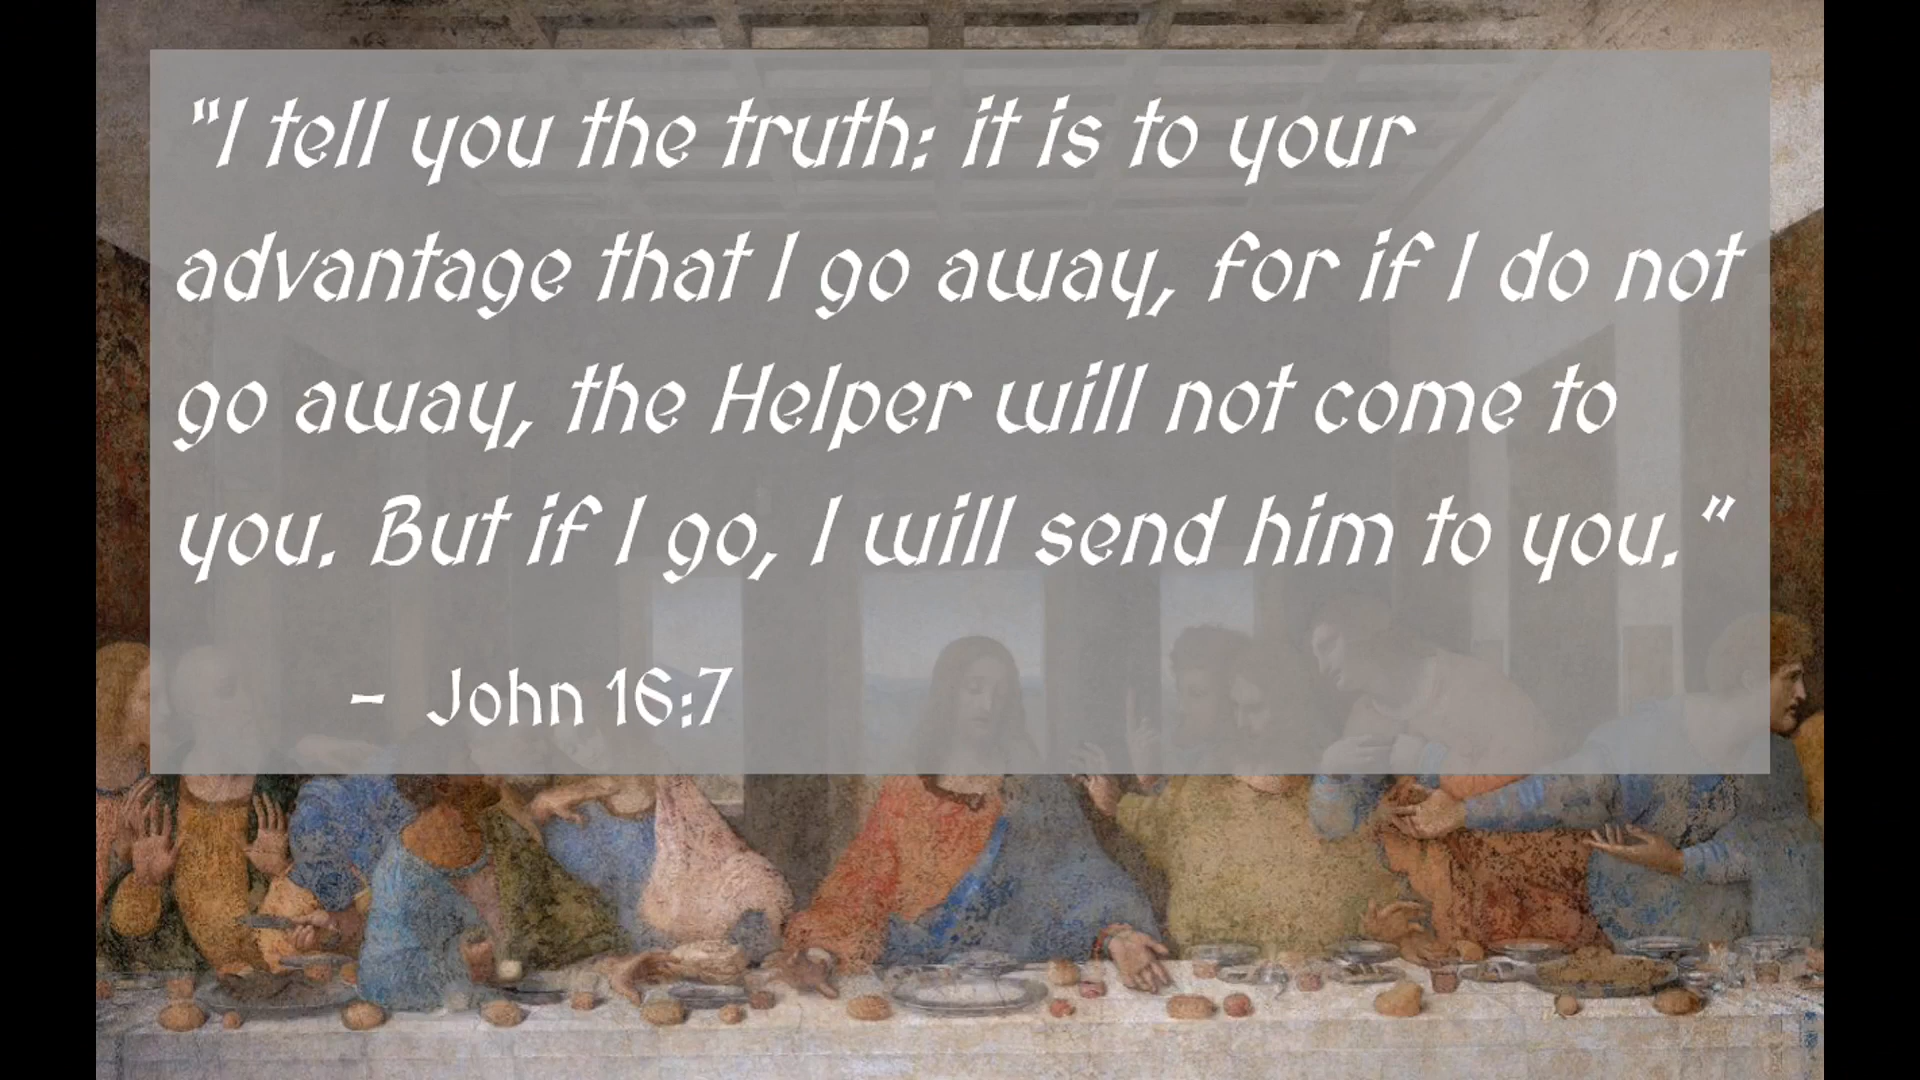 “I tell you the truth: it is to your
advantage that I go away, for if I do not
go away, the Helper will not come to
you. But if I go, I will send him to you.”
- John 16:7